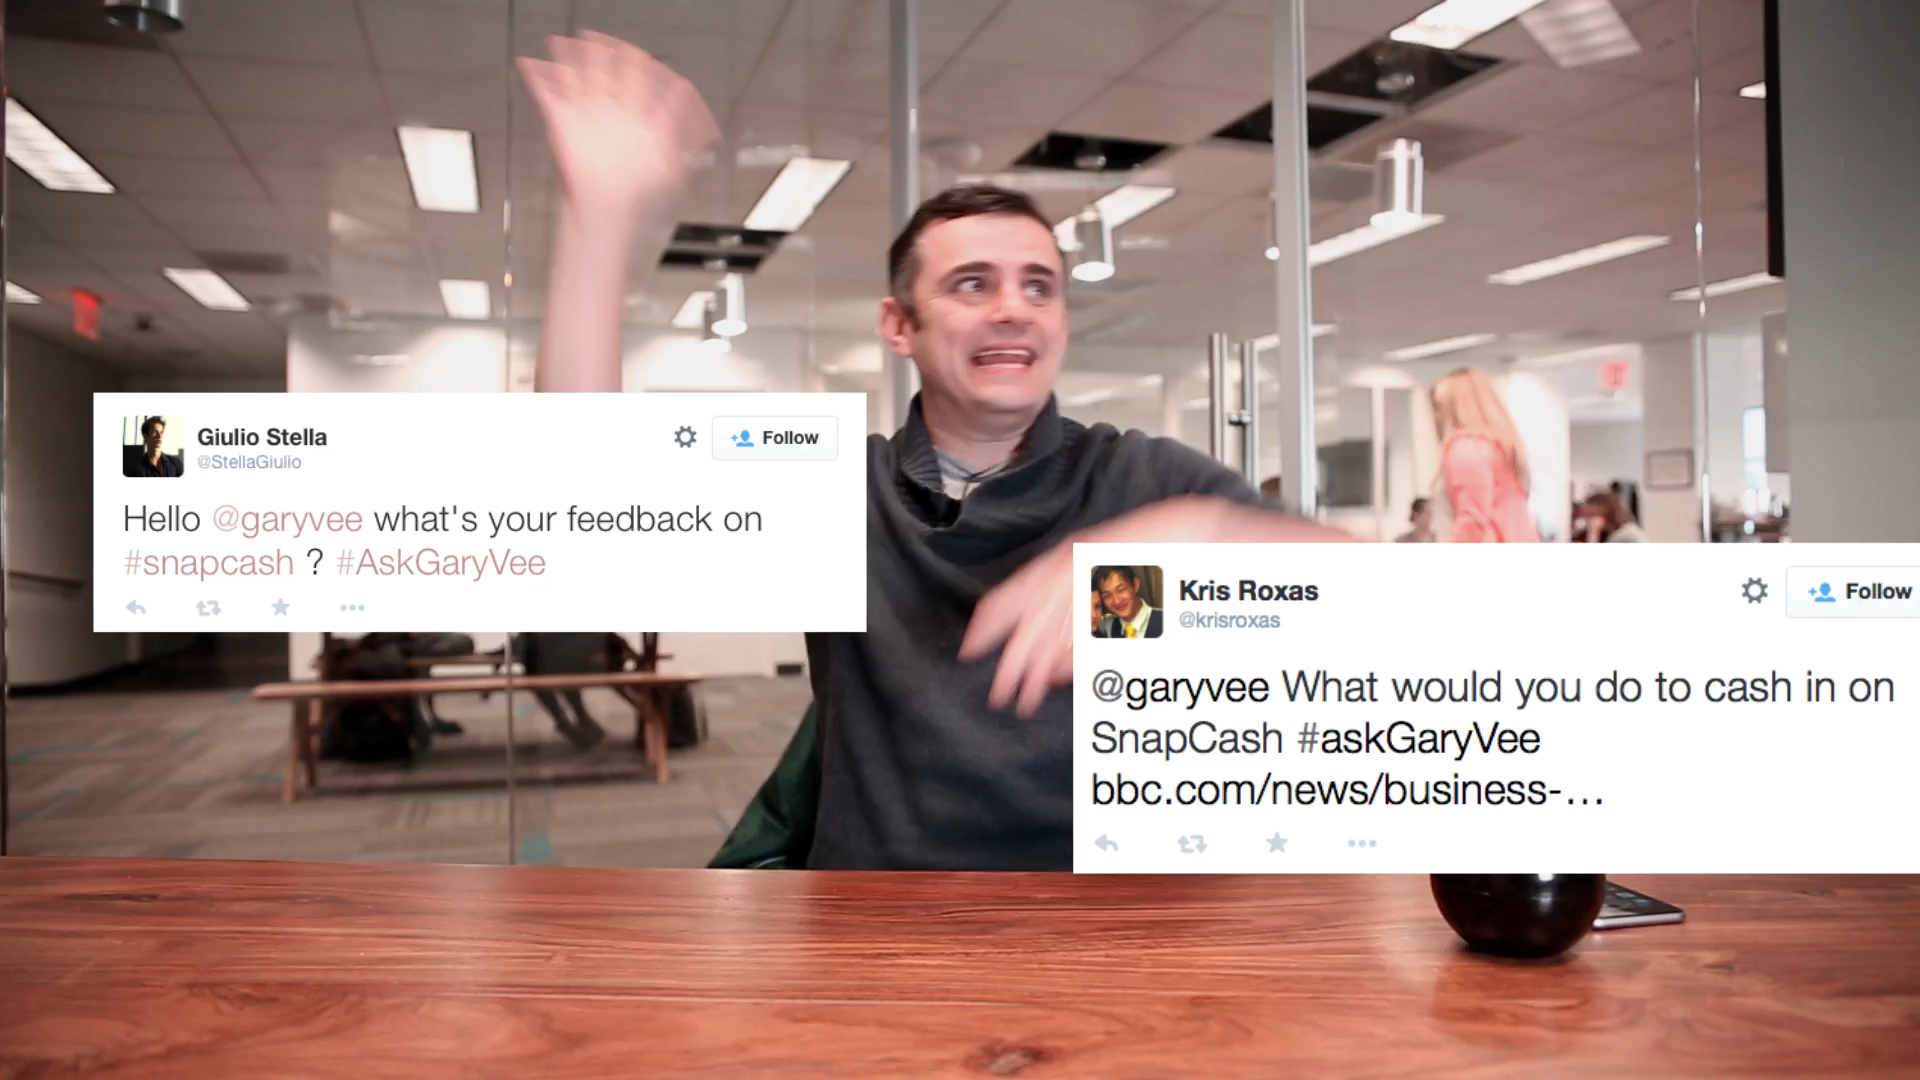 Giulio Stella
@StellaGiulio
Follow
Hello @garyvee what's your feedback on
#snapcash ? #AskGaryVee
Kris Roxas
@krisroxas
Follow
@garyvee What would you do to cash in on
SnapCash #askGaryVee
bbc.com/news/business-...